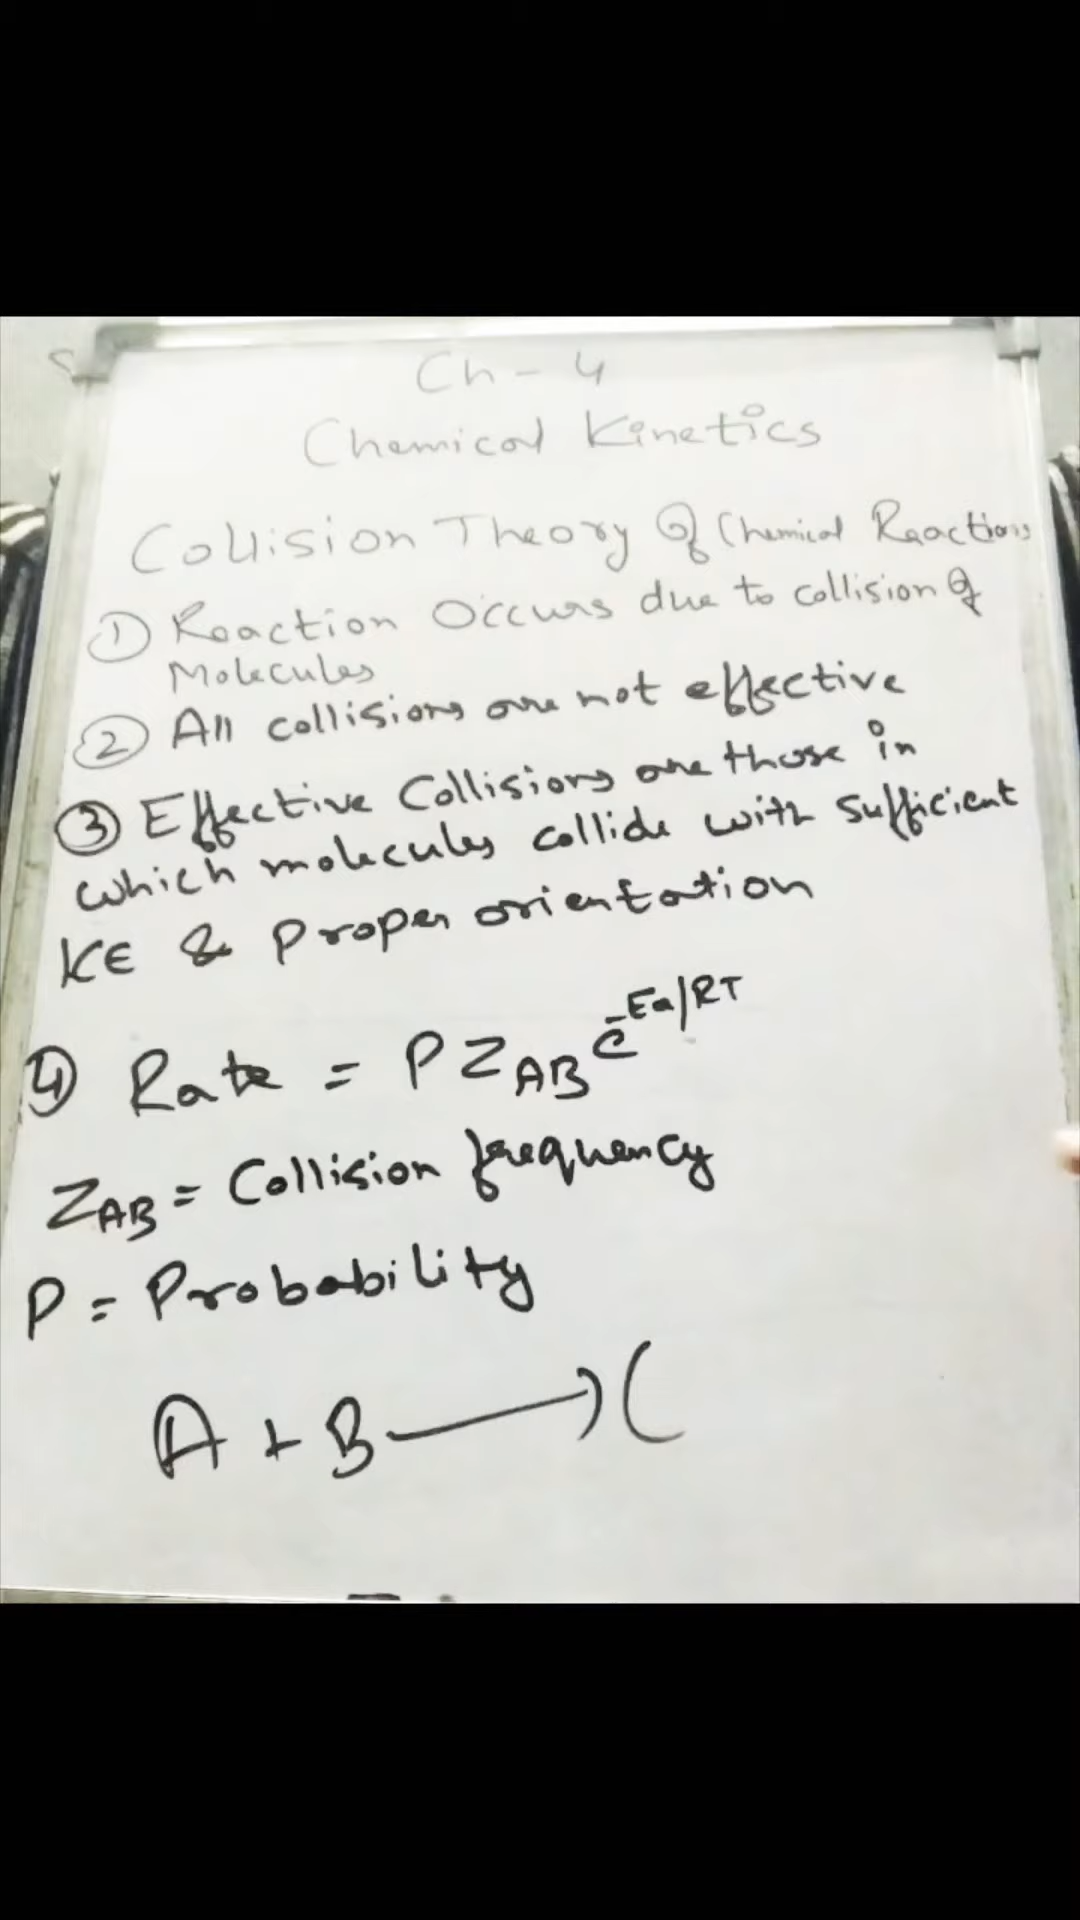 Ch - 4
Chemical Kinetics
Collision Theory of Chemical Reactions
① Reaction Occurs due to collision of
Molecules
② All collisions are not effective
③ Effective Collisions are those in
which molecules collide with sufficient
KE & Proper orientation
④ Rate = P Z_AB e^-Ea/RT
Z_AB = Collision frequency
P = Probability
A + B → C